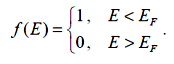 f(E) = {1, E < E_F
0, E > E_F .